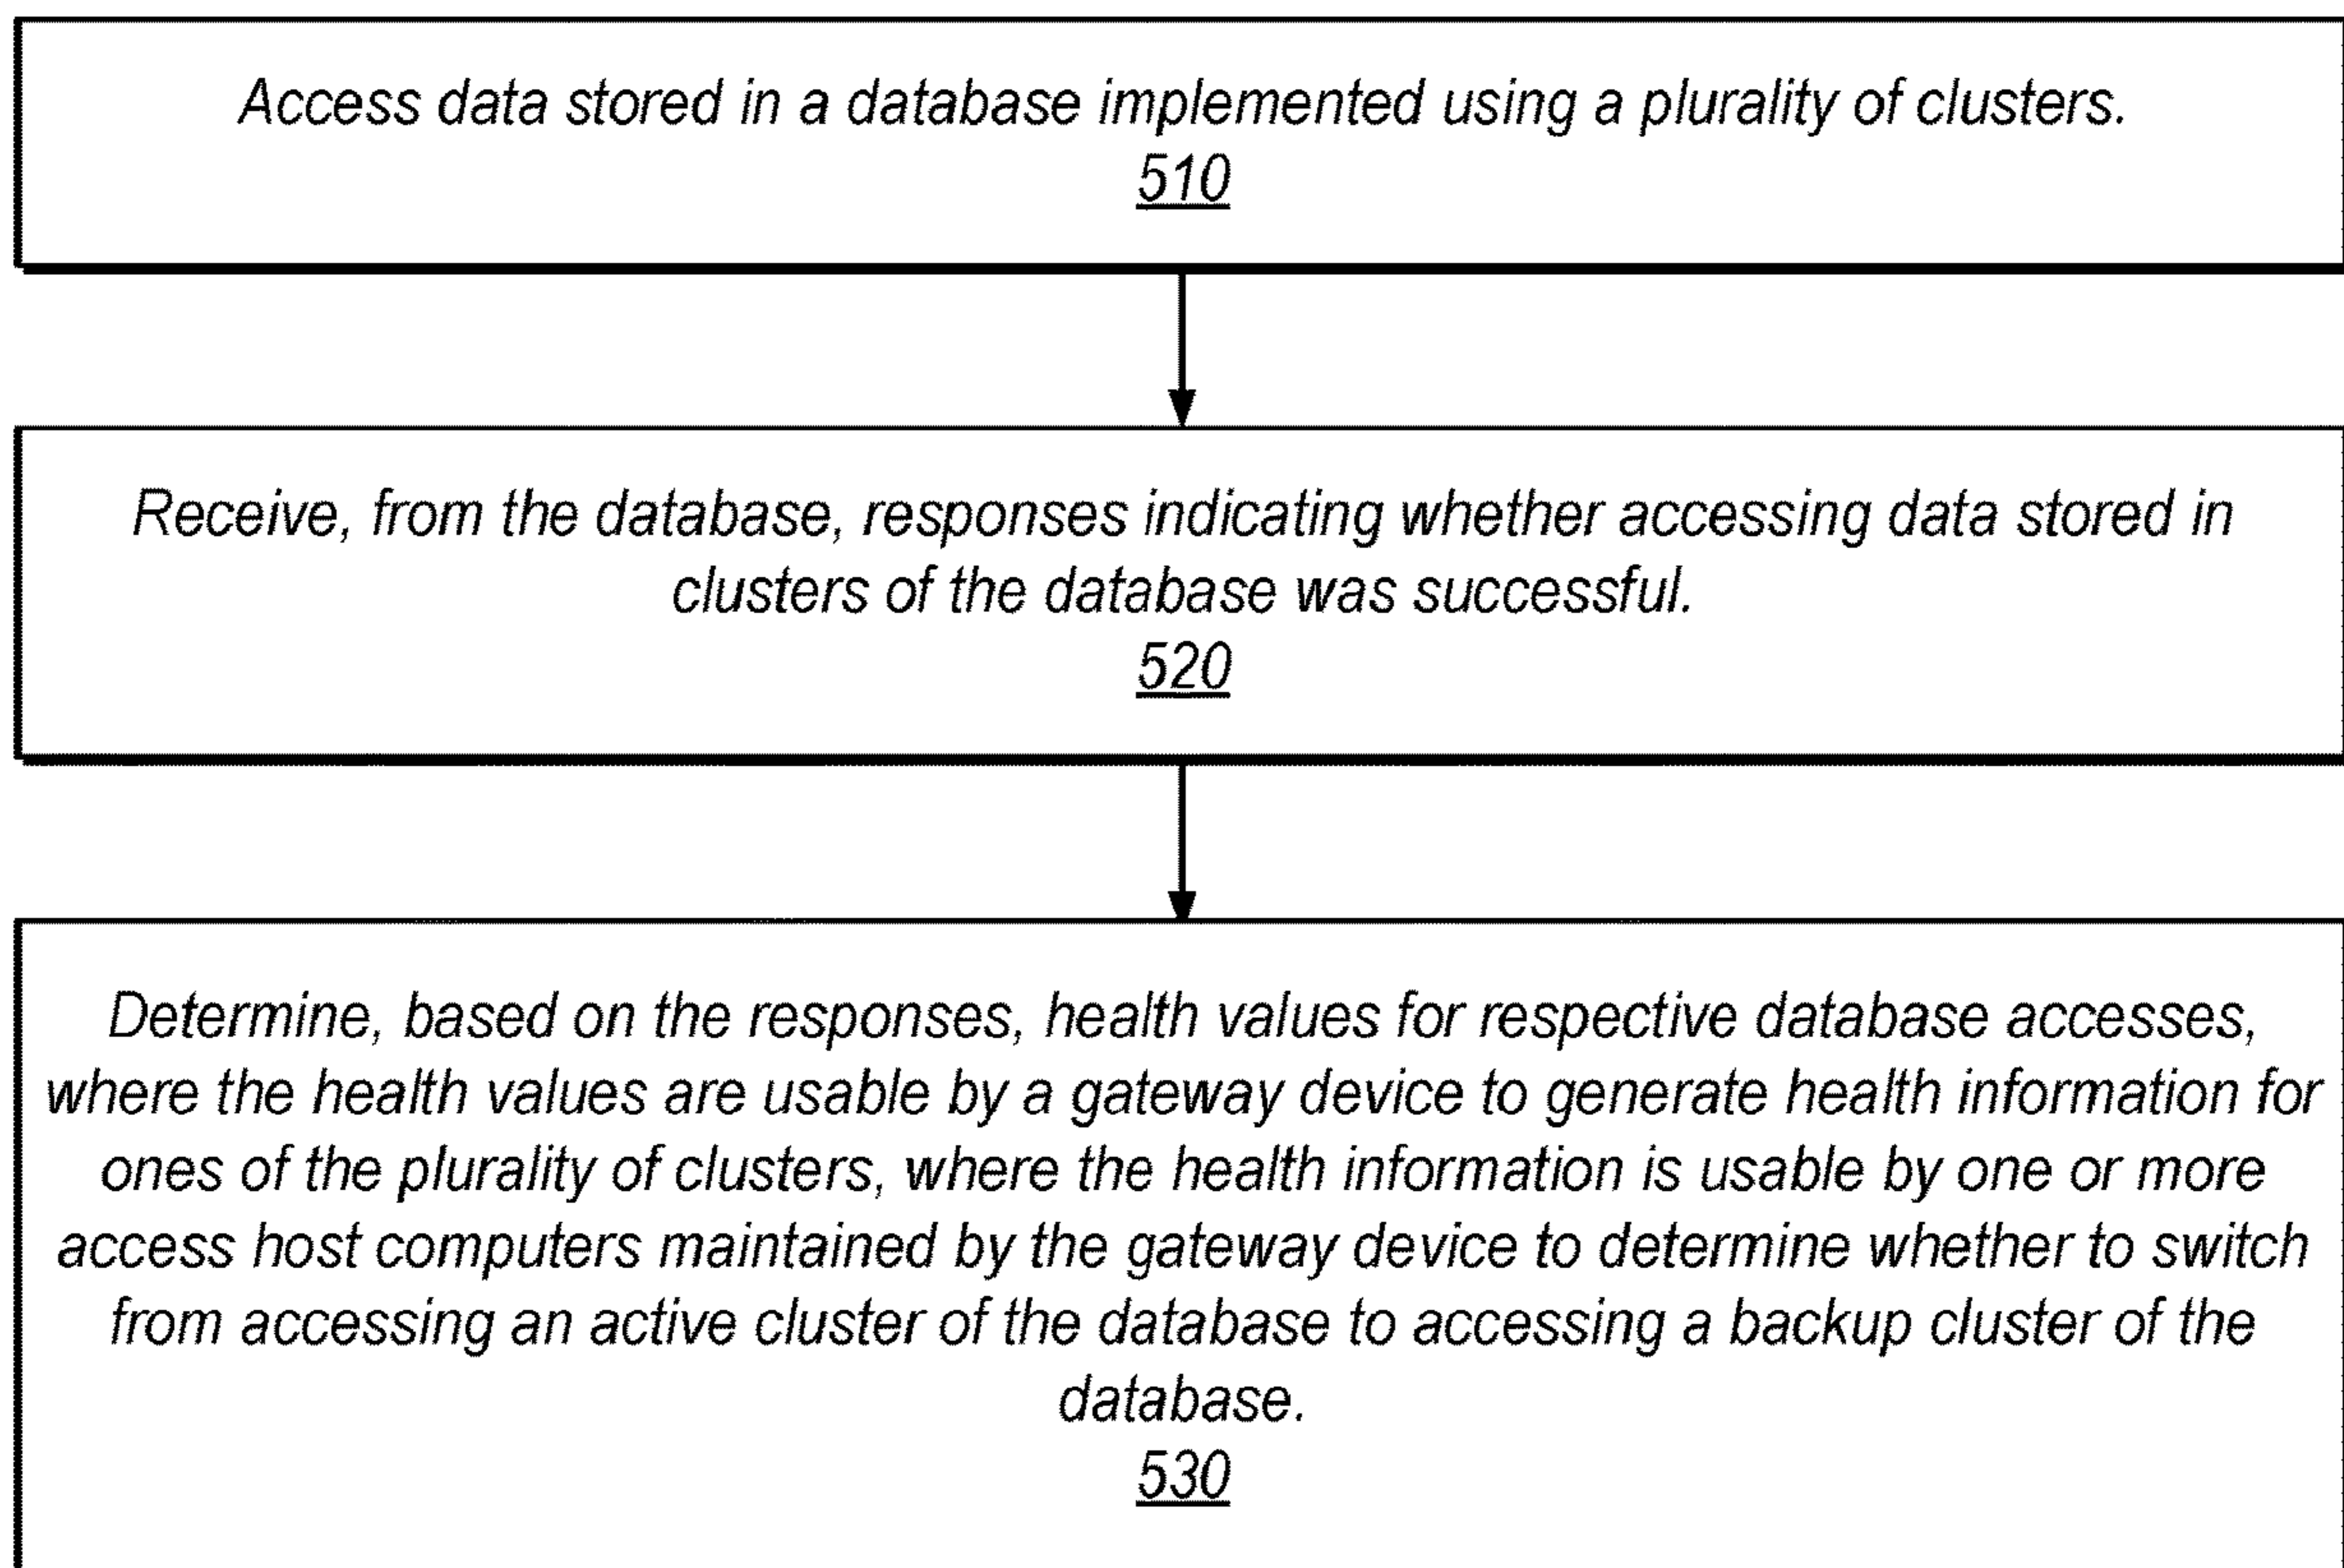 Access data stored in a database implemented using a plurality of clusters.
510
Receive, from the database, responses indicating whether accessing data stored in
clusters of the database was successful.
520
Determine, based on the responses, health values for respective database accesses,
where the health values are usable by a gateway device to generate health information for
ones of the plurality of clusters, where the health information is usable by one or more
access host computers maintained by the gateway device to determine whether to switch
from accessing an active cluster of the database to accessing a backup cluster of the
database.
530